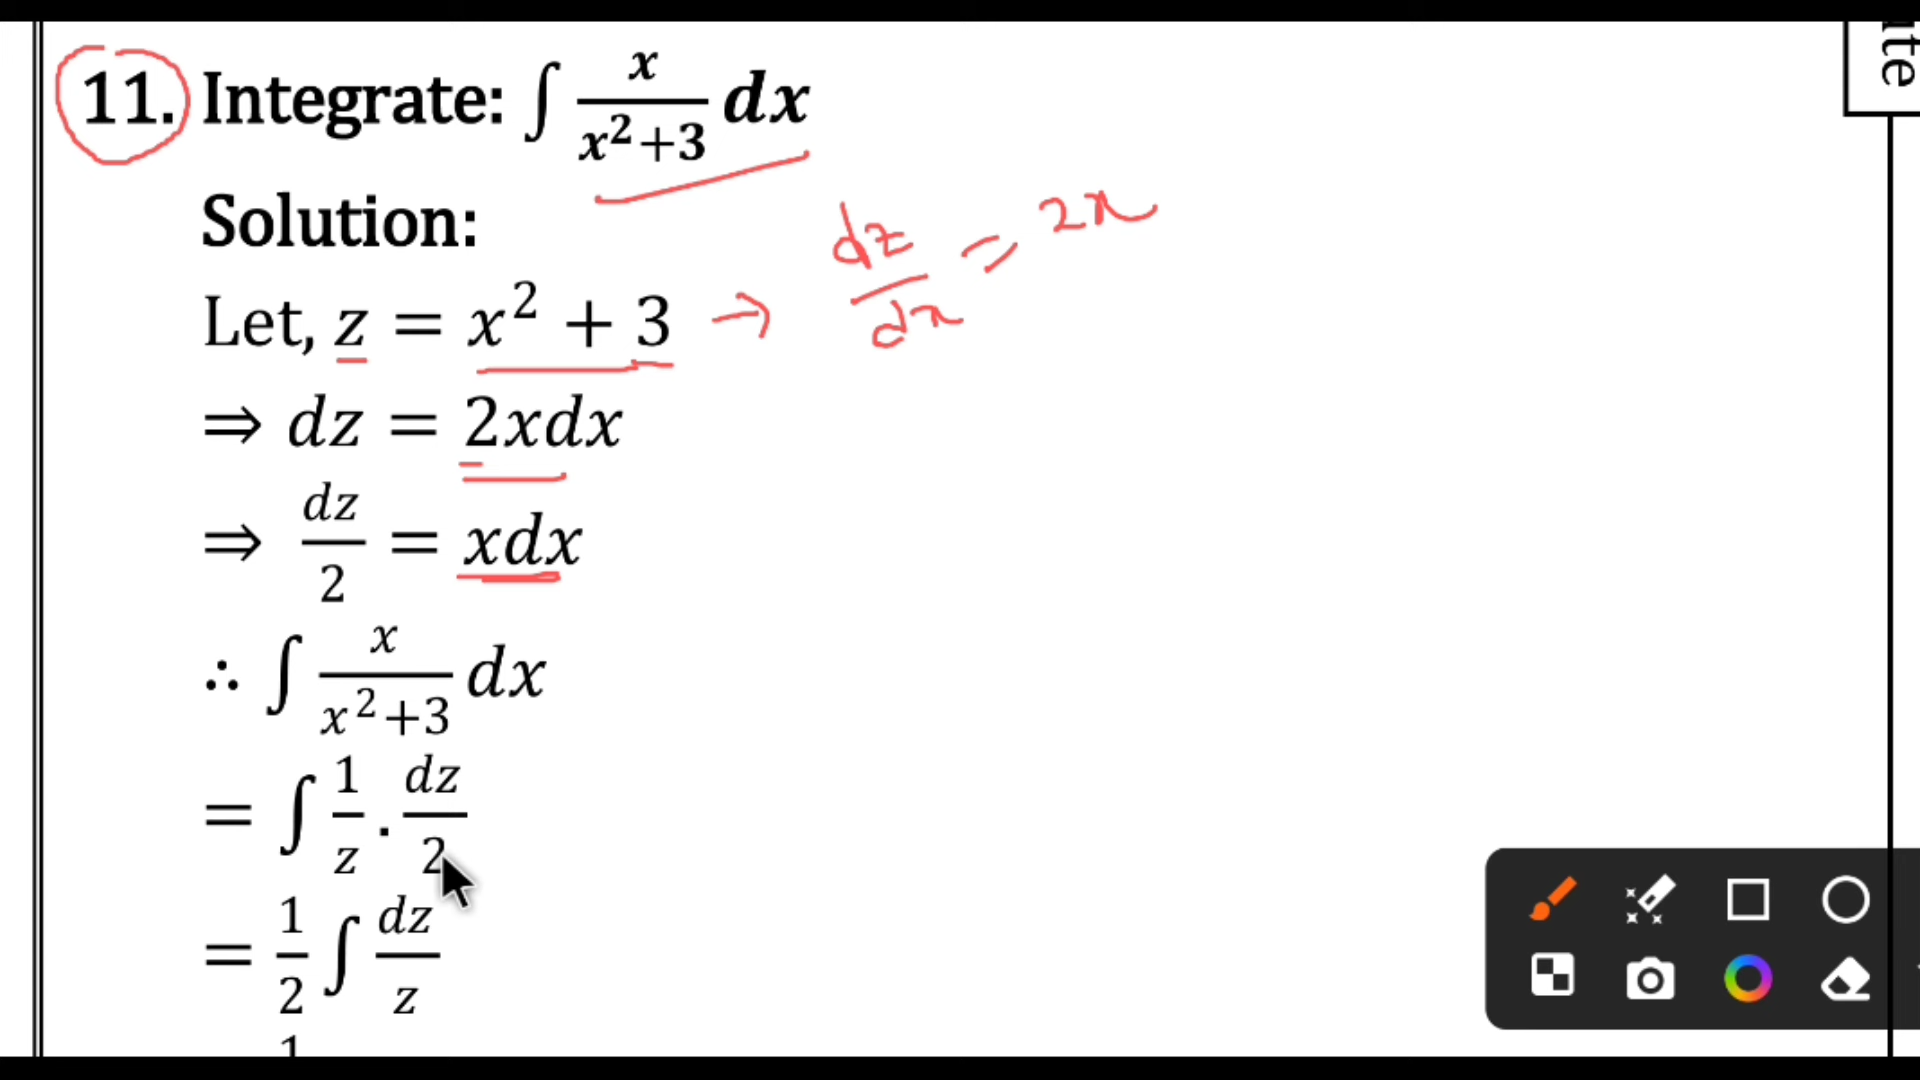 11. Integrate: ∫ x/(x²+3) dx
Solution:
dz/dx = 2x
Let, z = x² + 3 →
⇒ dz = 2xdx
⇒ dz/2 = xdx
∴ ∫ x/(x²+3) dx
= ∫ 1/z . dz/2
= 1/2 ∫ dz/z
1